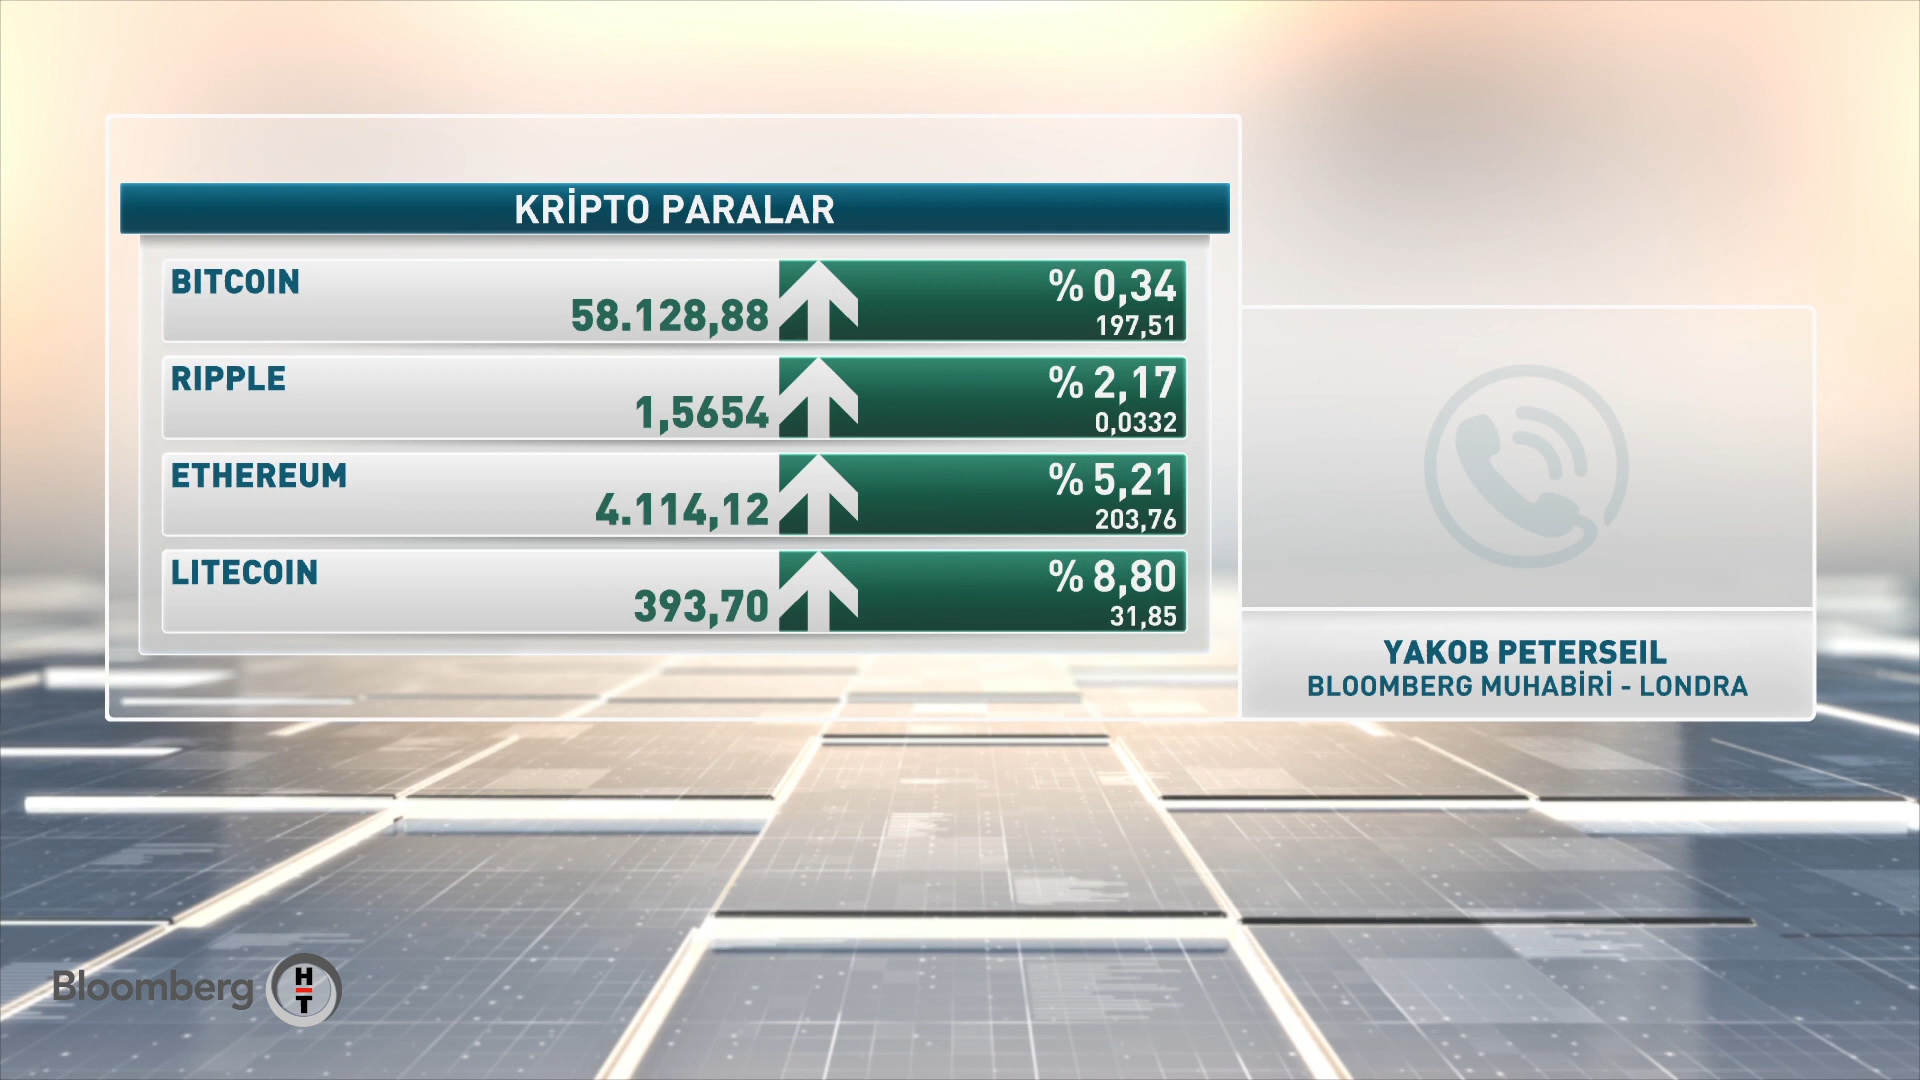 KRİPTO PARALAR
BITCOIN
58.128,88
% 0,34
197,51
RIPPLE
1,5654
% 2,17
0,0332
ETHEREUM
4.114,12
% 5,21
203,76
LITECOIN
393,70
% 8,80
31,85
YAKOB PETERSEIL
BLOOMBERG MUHABİRİ - LONDRA
Bloomberg HT